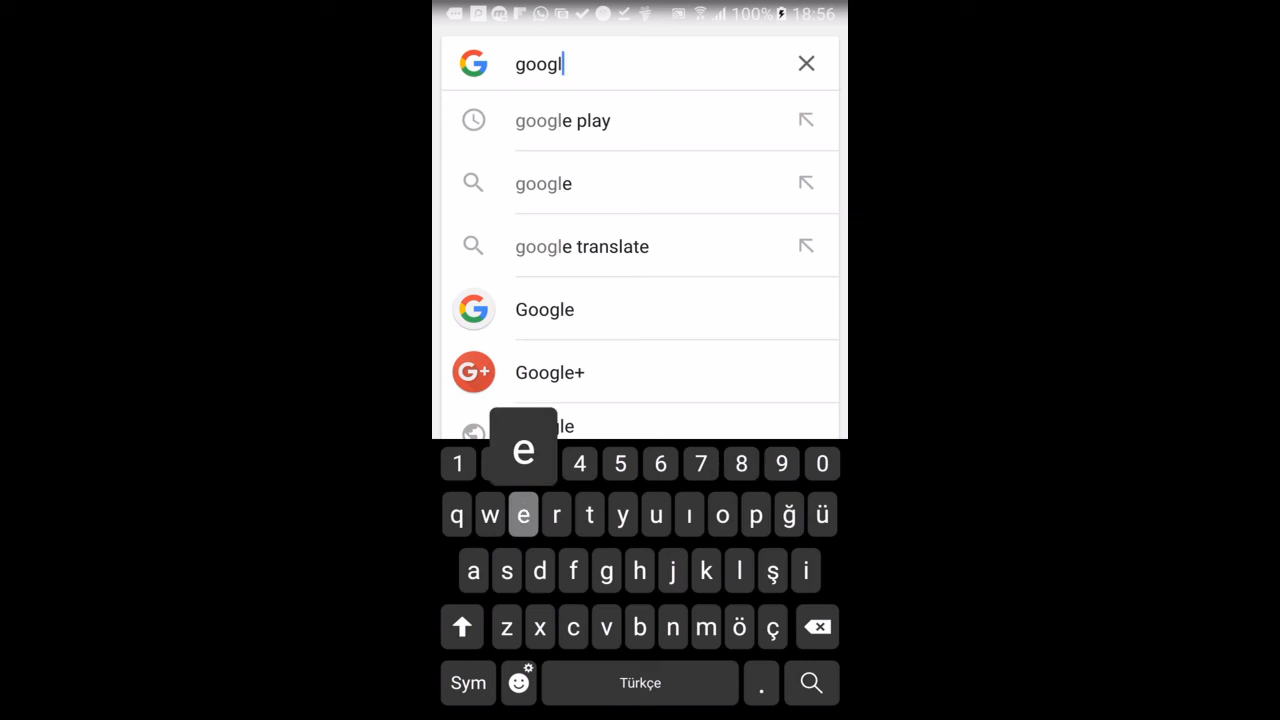 100% 18:56
googl
google play
google
google translate
Google
G+ Google+
gle
e
1 4 5 6 7 8 9 0
q w e r t y u ı o p ğ ü
a s d f g h j k l ş i
z x c v b n m ö ç
Sym Türkçe .